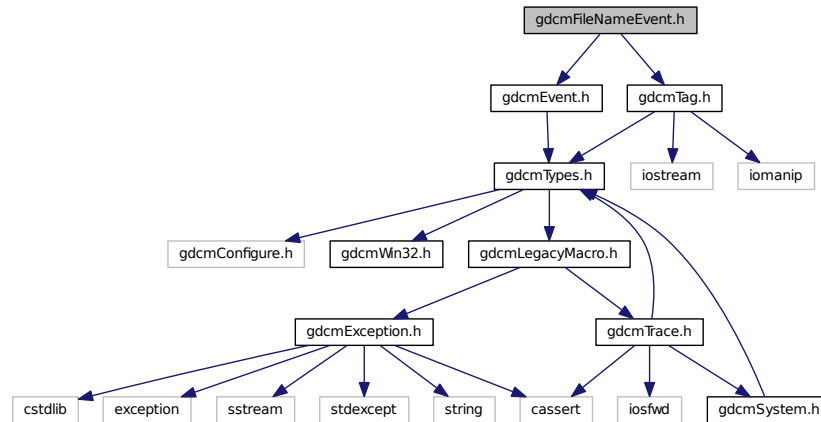 gdcmFileNameEvent.h
gdcmEvent.h
gdcmTag.h
gdcmTypes.h
iostream
iomanip
gdcmConfigure.h
gdcmWin32.h
gdcmLegacyMacro.h
gdcmException.h
gdcmTrace.h
cstdlib
exception
sstream
stdexcept
string
cassert
iosfwd
gdcmSystem.h